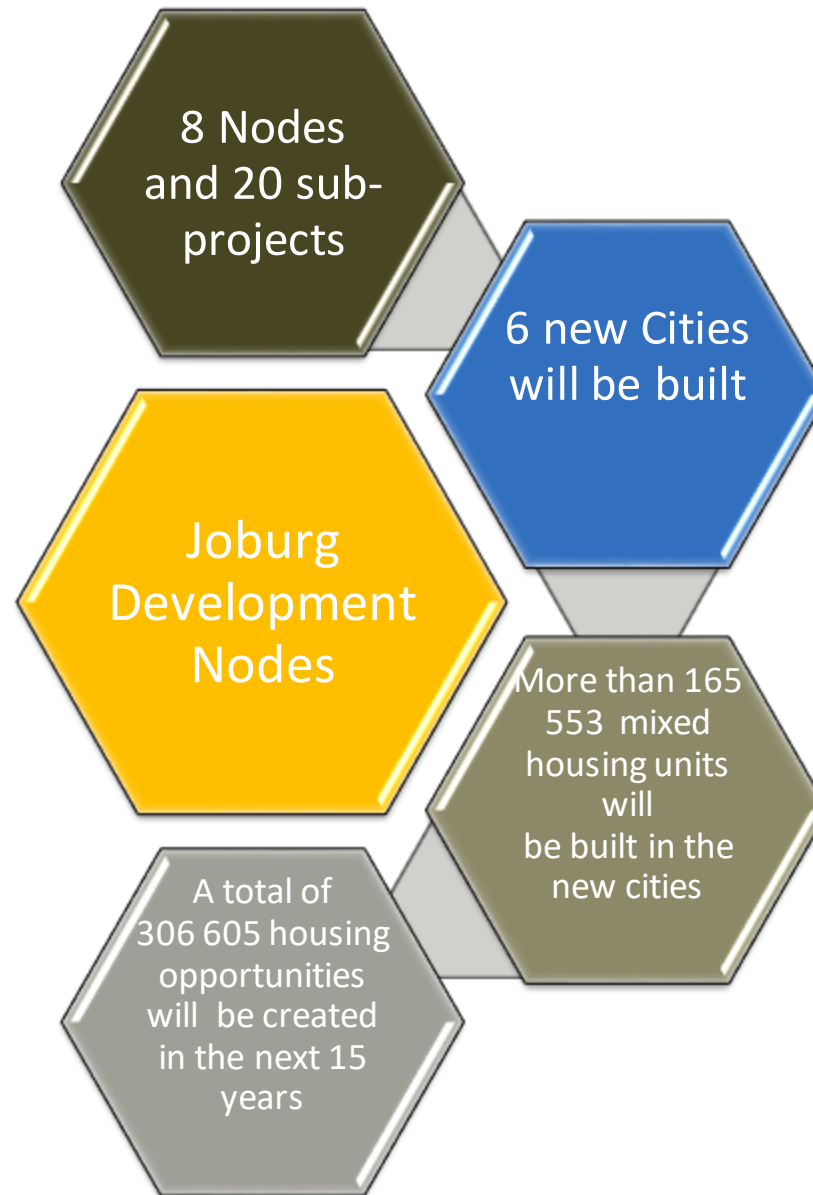 8 Nodes
and 20 sub-
projects
6 new Cities
will be built
Joburg
Development
Nodes
More than 165
553 mixed
housing units
will
be built in the
new cities
A total of
306 605 housing
opportunities
will be created
in the next 15
years